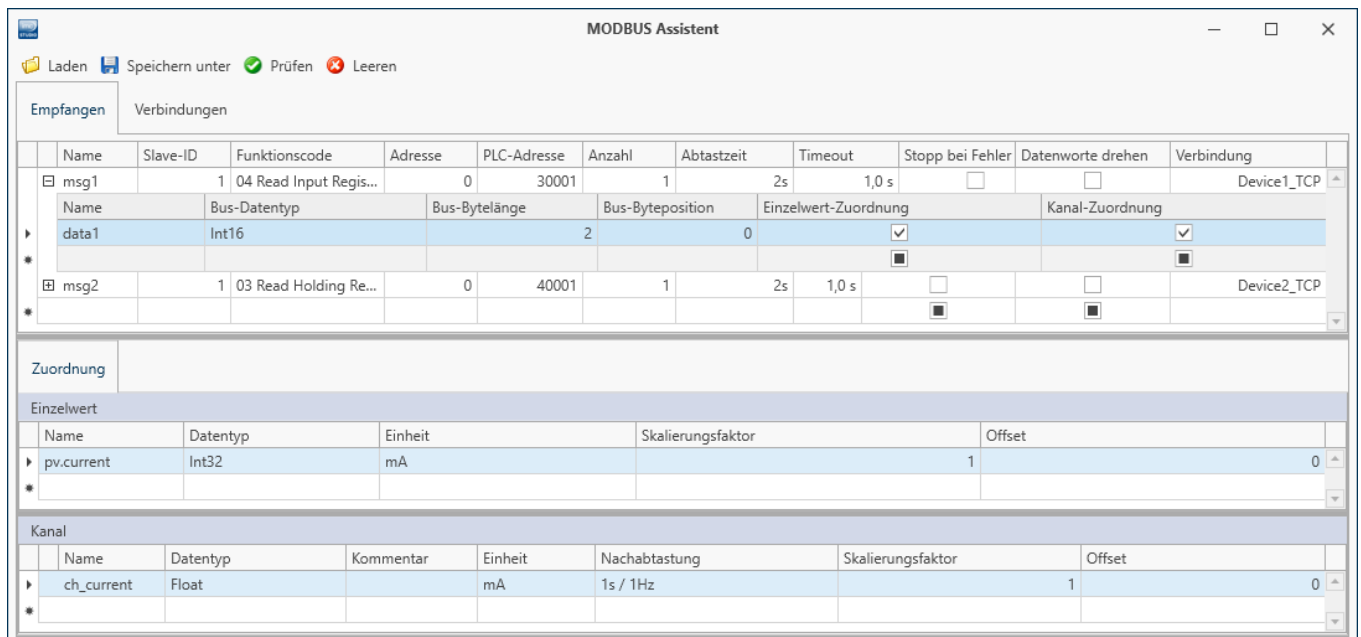 MODBUS Assistent
Laden Speichern unter Prüfen Leeren
Empfangen Verbindungen
Name Slave-ID Funktionscode Adresse PLC-Adresse Anzahl Abtastzeit Timeout Stopp bei Fehler Datenworte drehen Verbindung
msg1 1 04 Read Input Regis... 0 30001 1 2s 1,0 s Device1_TCP
Name Bus-Datentyp Bus-Bytelänge Bus-Byteposition Einzelwert-Zuordnung Kanal-Zuordnung
data1 Int16 2 0
msg2 1 03 Read Holding Re... 0 40001 1 2s 1,0 s Device2_TCP
Zuordnung
Einzelwert
Name Datentyp Einheit Skalierungsfaktor Offset
pv.current Int32 mA 1 0
Kanal
Name Datentyp Kommentar Einheit Nachabtastung Skalierungsfaktor Offset
ch_current Float mA 1s / 1Hz 1 0